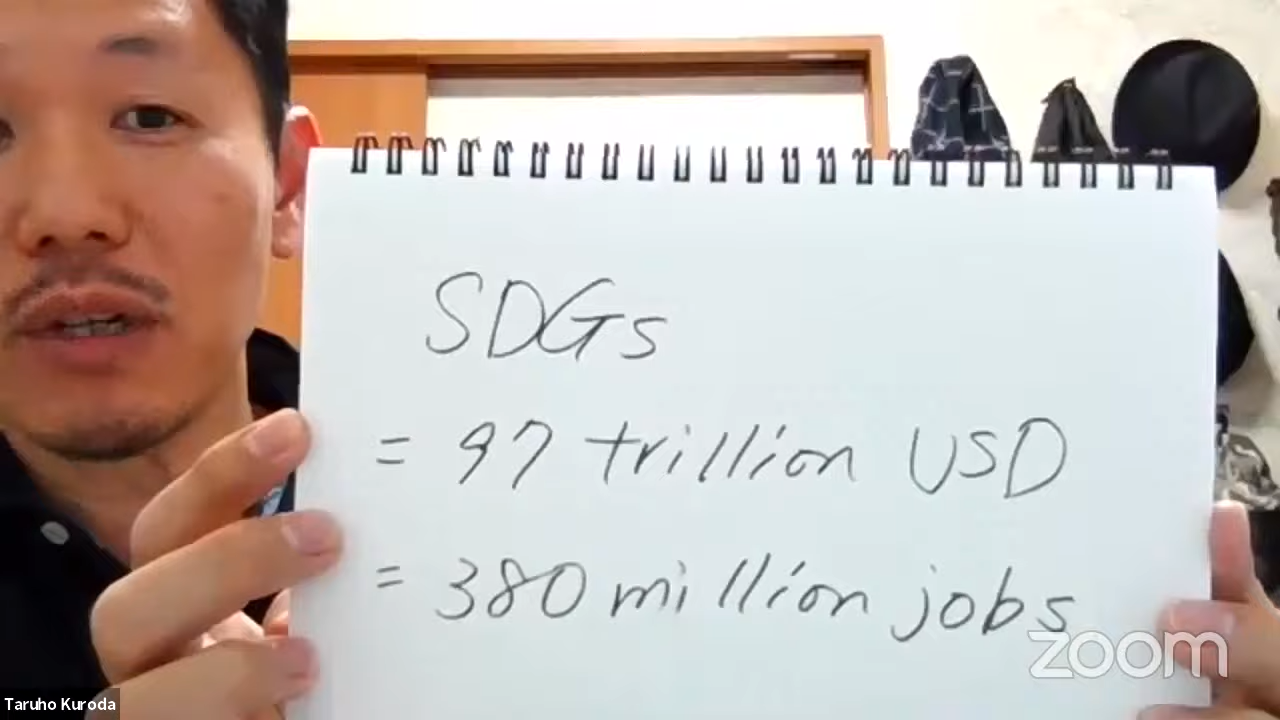 SDGs
= 97 trillion USD
= 380 million jobs
zoom
Taruho Kuroda